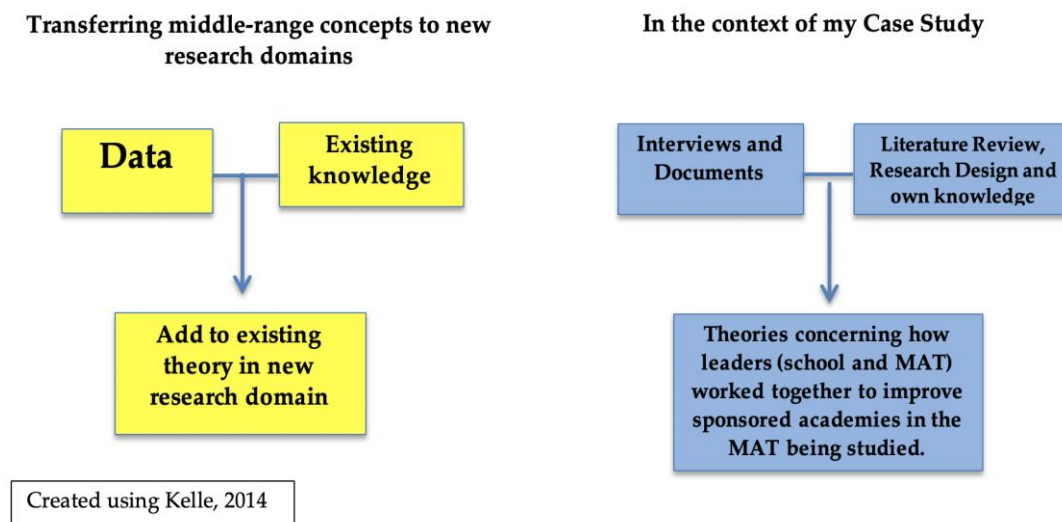 Transferring middle-range concepts to new
research domains
Data
Existing
knowledge
Add to existing
theory in new
research domain
Created using Kelle, 2014
In the context of my Case Study
Interviews and
Documents
Literature Review,
Research Design and
own knowledge
Theories concerning how
leaders (school and MAT)
worked together to improve
sponsored academies in the
MAT being studied.